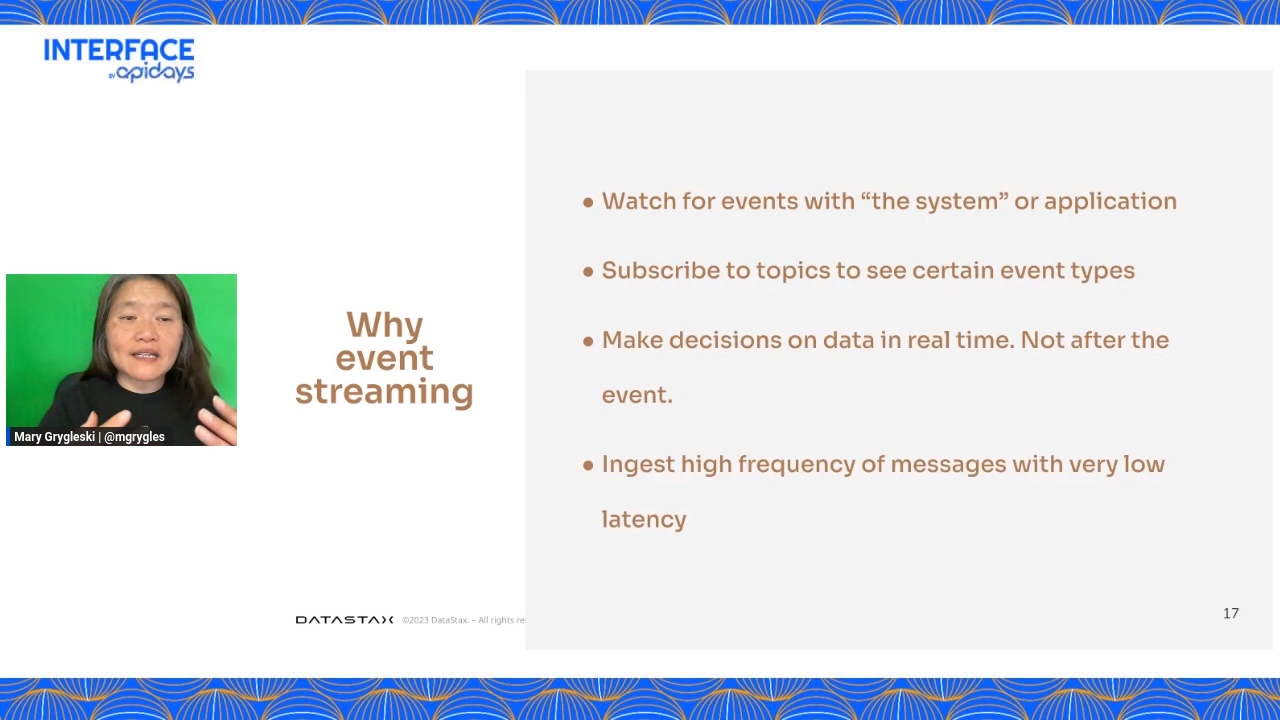 INTERFACE
BY apidays
Mary Grygleski | @mgrygles
Why
event
streaming
● Watch for events with “the system” or application
● Subscribe to topics to see certain event types
● Make decisions on data in real time. Not after the
event.
● Ingest high frequency of messages with very low
latency
DATASTAX ©2023 DataStax. – All rights re
17